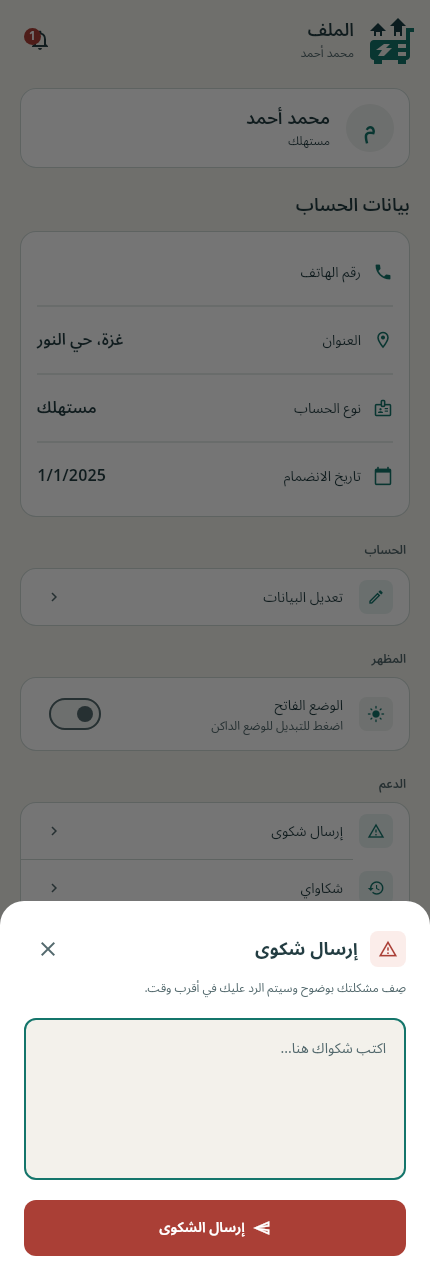 الملف
محمد أحمد
1
م
محمد أحمد
مستهلك
بيانات الحساب
رقم الهاتف
العنوان غزة، حي النور
نوع الحساب مستهلك
تاريخ الانضمام 1/1/2025
الحساب
تعديل البيانات
المظهر
الوضع الفاتح
اضغط للتبديل للوضع الداكن
الدعم
إرسال شكوى
شكاواي
إرسال شكوى
صِف مشكلتك بوضوح وسيتم الرد عليك في أقرب وقت.
اكتب شكواك هنا...
إرسال الشكوى